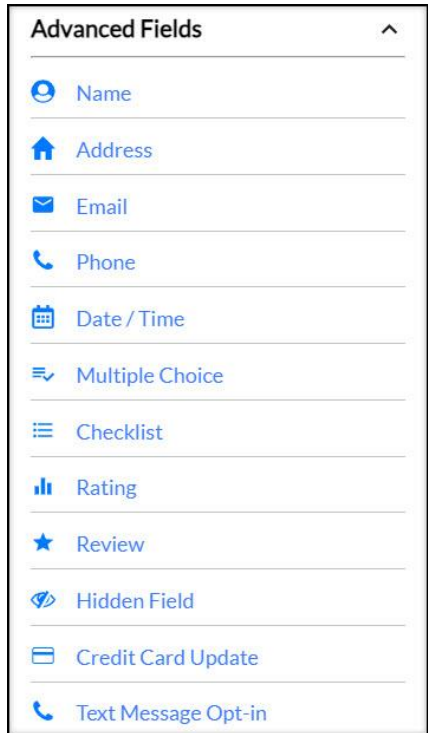 Advanced Fields
Name
Address
Email
Phone
Date / Time
Multiple Choice
Checklist
Rating
Review
Hidden Field
Credit Card Update
Text Message Opt-in